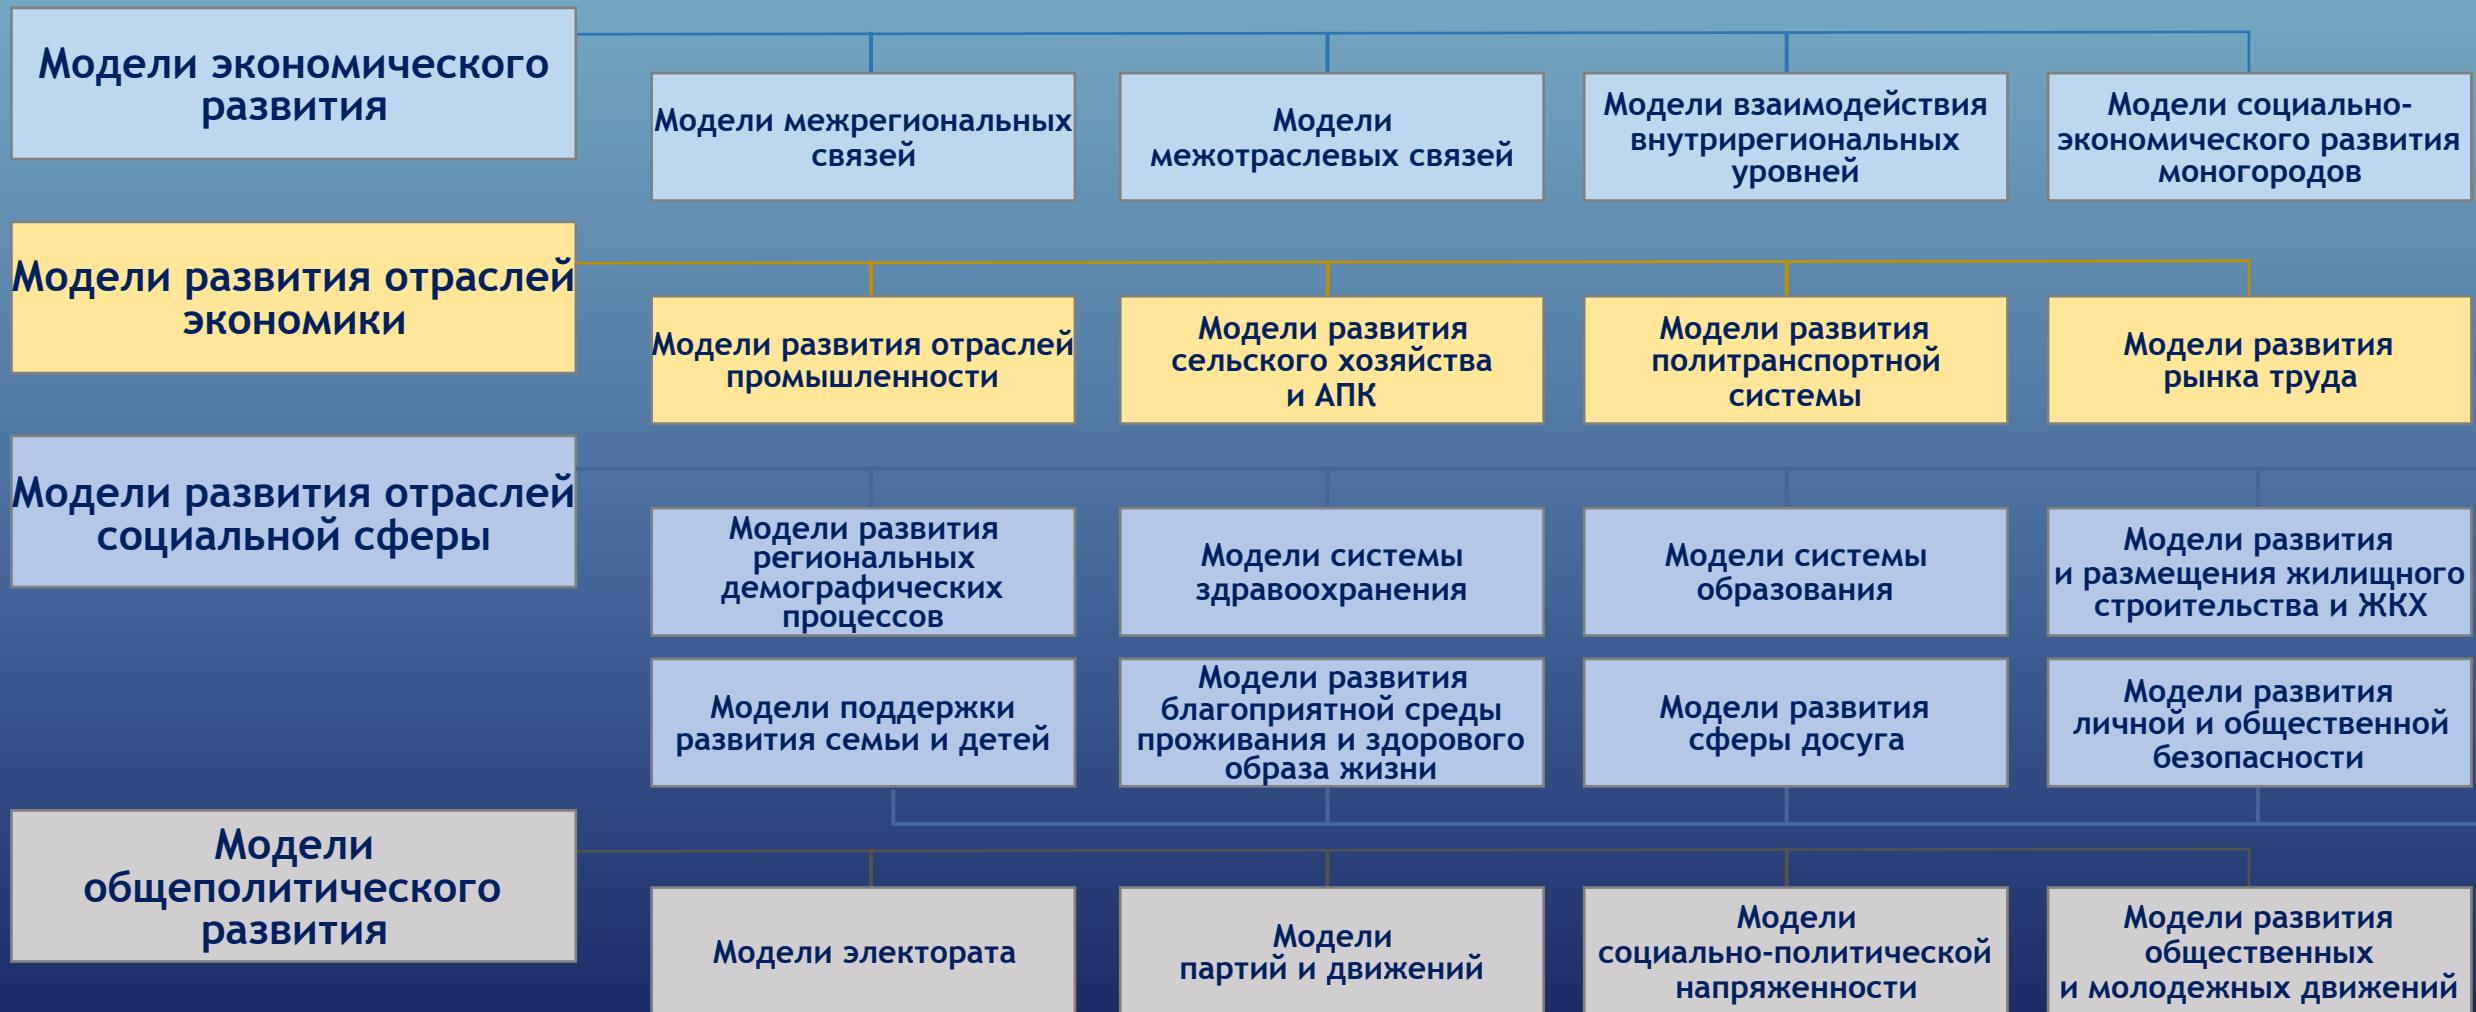 Модели экономического
развития
Модели межрегиональных
связей
Модели
межотраслевых связей
Модели взаимодействия
внутрирегиональных
уровней
Модели социально-
экономического развития
моногородов
Модели развития отраслей
экономики
Модели развития отраслей
промышленности
Модели развития
сельского хозяйства
и АПК
Модели развития
политранспортной
системы
Модели развития
рынка труда
Модели развития отраслей
социальной сферы
Модели развития
региональных
демографических
процессов
Модели системы
здравоохранения
Модели системы
образования
Модели развития
и размещения жилищного
строительства и ЖКХ
Модели поддержки
развития семьи и детей
Модели развития
благоприятной среды
проживания и здорового
образа жизни
Модели развития
сферы досуга
Модели развития
личной и общественной
безопасности
Модели
общеполитического
развития
Модели электората
Модели
партий и движений
Модели
социально-политической
напряженности
Модели развития
общественных
и молодежных движений